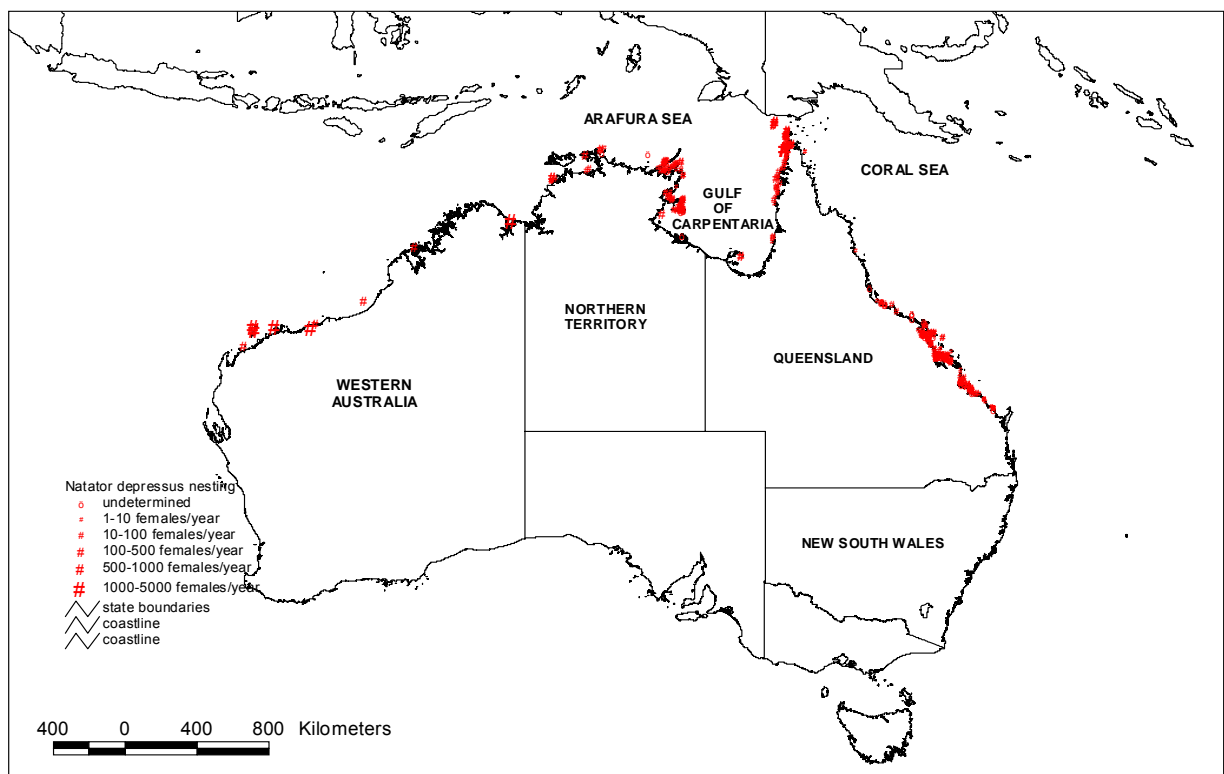 ARAFURA SEA
CORAL SEA
GULF
OF
CARPENTARIA
NORTHERN
TERRITORY
QUEENSLAND
WESTERN
AUSTRALIA
Natator depressus nesting
ö undetermined
# 1-10 females/year
# 10-100 females/year
# 100-500 females/year
# 500-1000 females/year
# 1000-5000 females/year
state boundaries
coastline
coastline
NEW SOUTH WALES
400 0 400 800 Kilometers